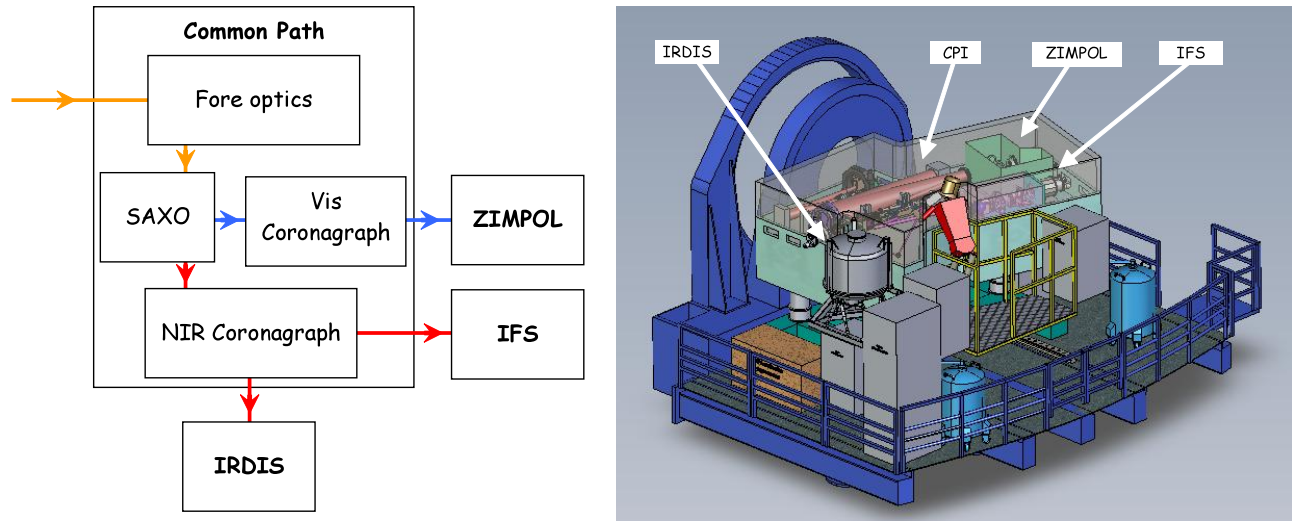 Common Path
Fore optics
SAXO
Vis
Coronagraph
ZIMPOL
NIR Coronagraph
IFS
IRDIS
IRDIS
CPI
ZIMPOL
IFS